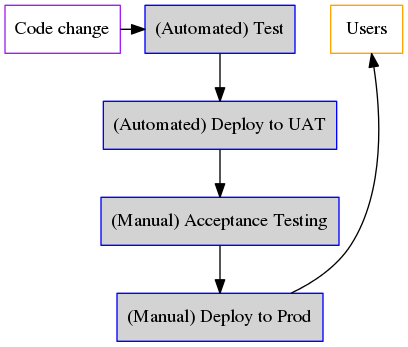 Code change
(Automated) Test
Users
(Automated) Deploy to UAT
(Manual) Acceptance Testing
(Manual) Deploy to Prod